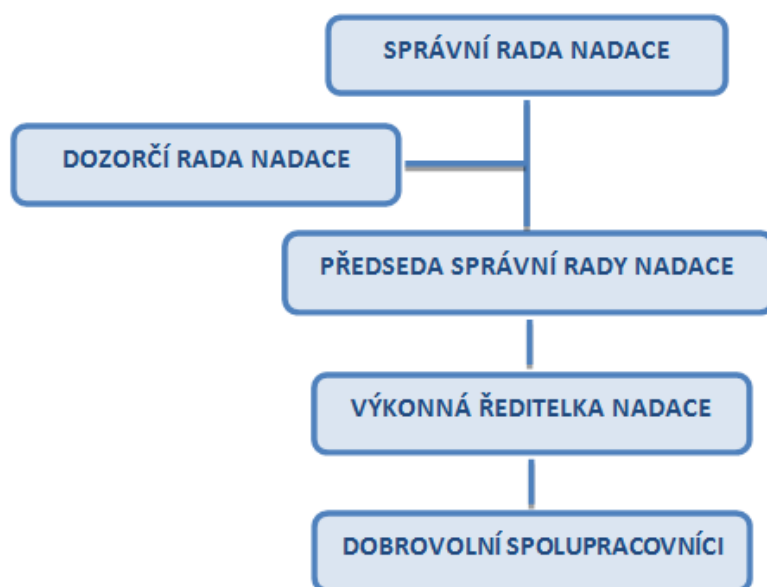 SPRÁVNÍ RADA NADACE
DOZORČÍ RADA NADACE
PŘEDSEDA SPRÁVNÍ RADY NADACE
VÝKONNÁ ŘEDITELKA NADACE
DOBROVOLNÍ SPOLUPRACOVNÍCI